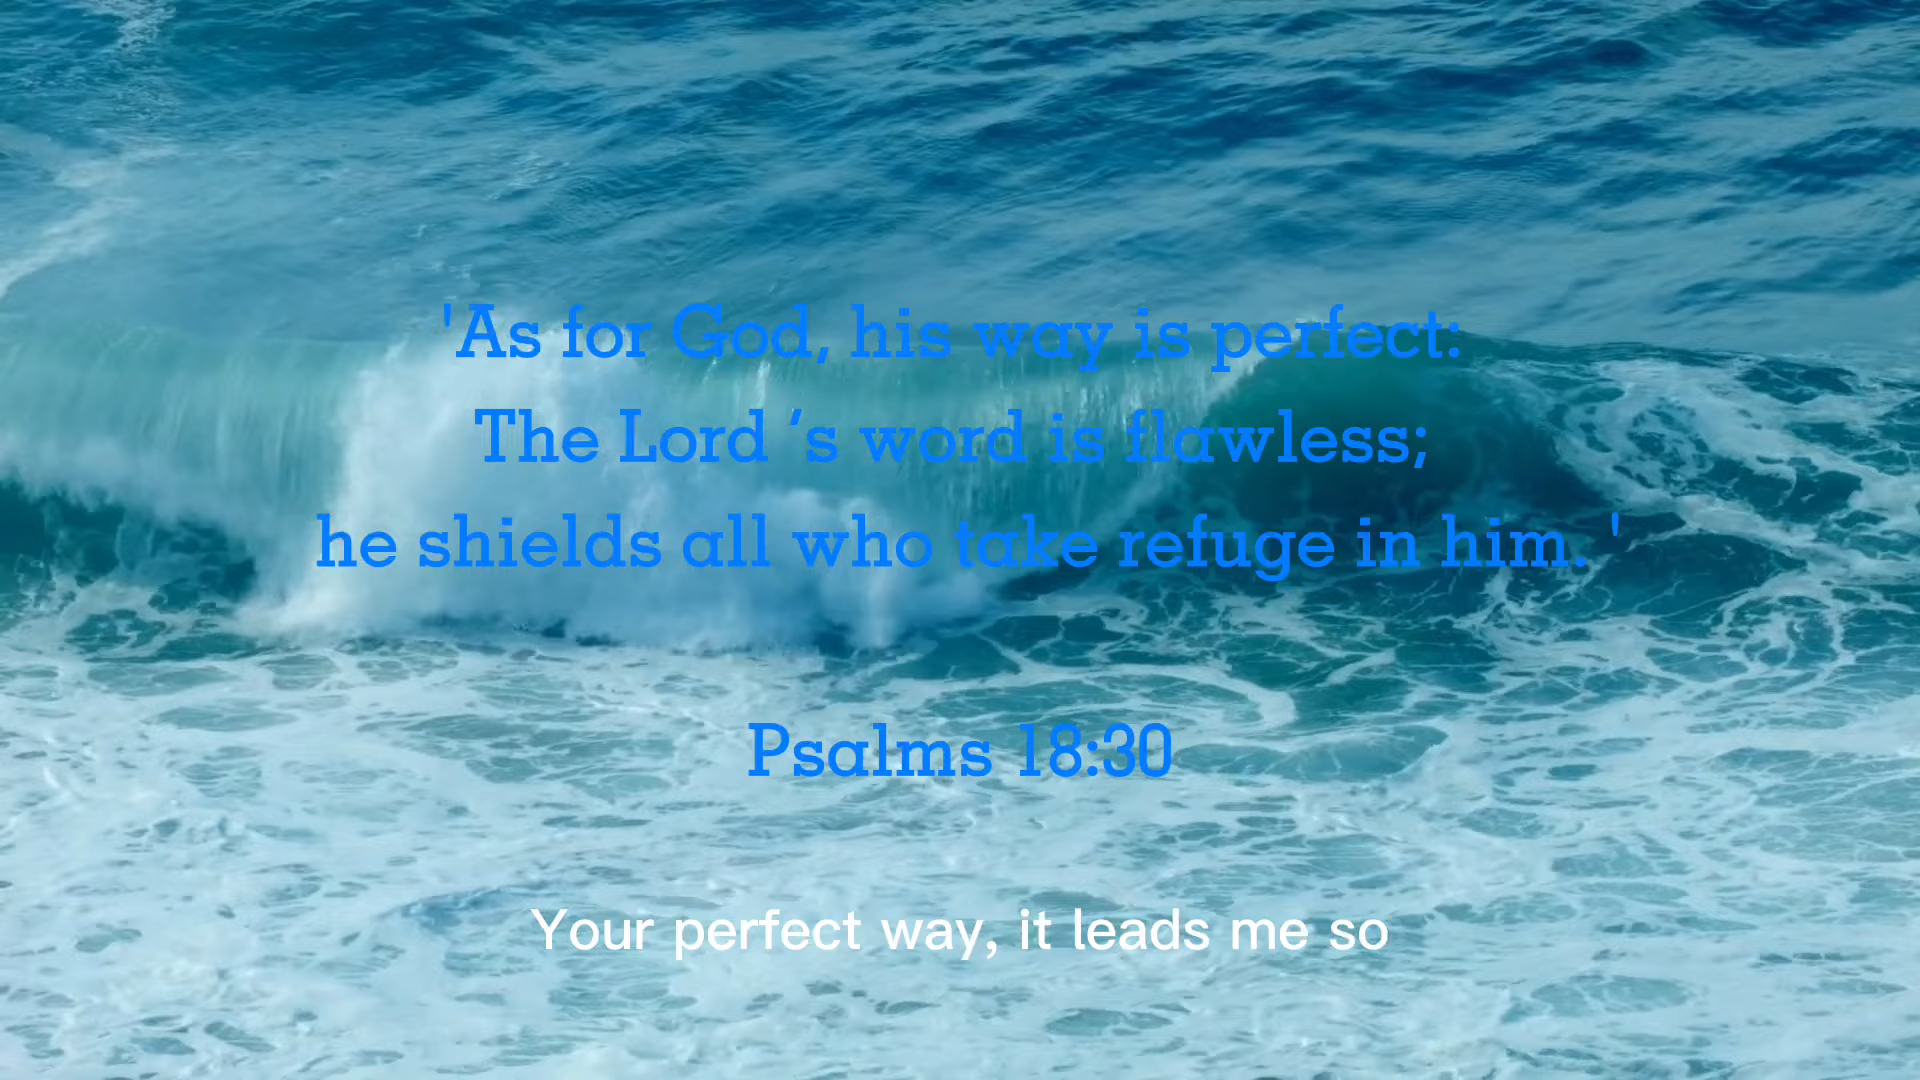 'As for God, his way is perfect:
The Lord ’s word is flawless;
he shields all who take refuge in him. '
Psalms 18:30
Your perfect way, it leads me so